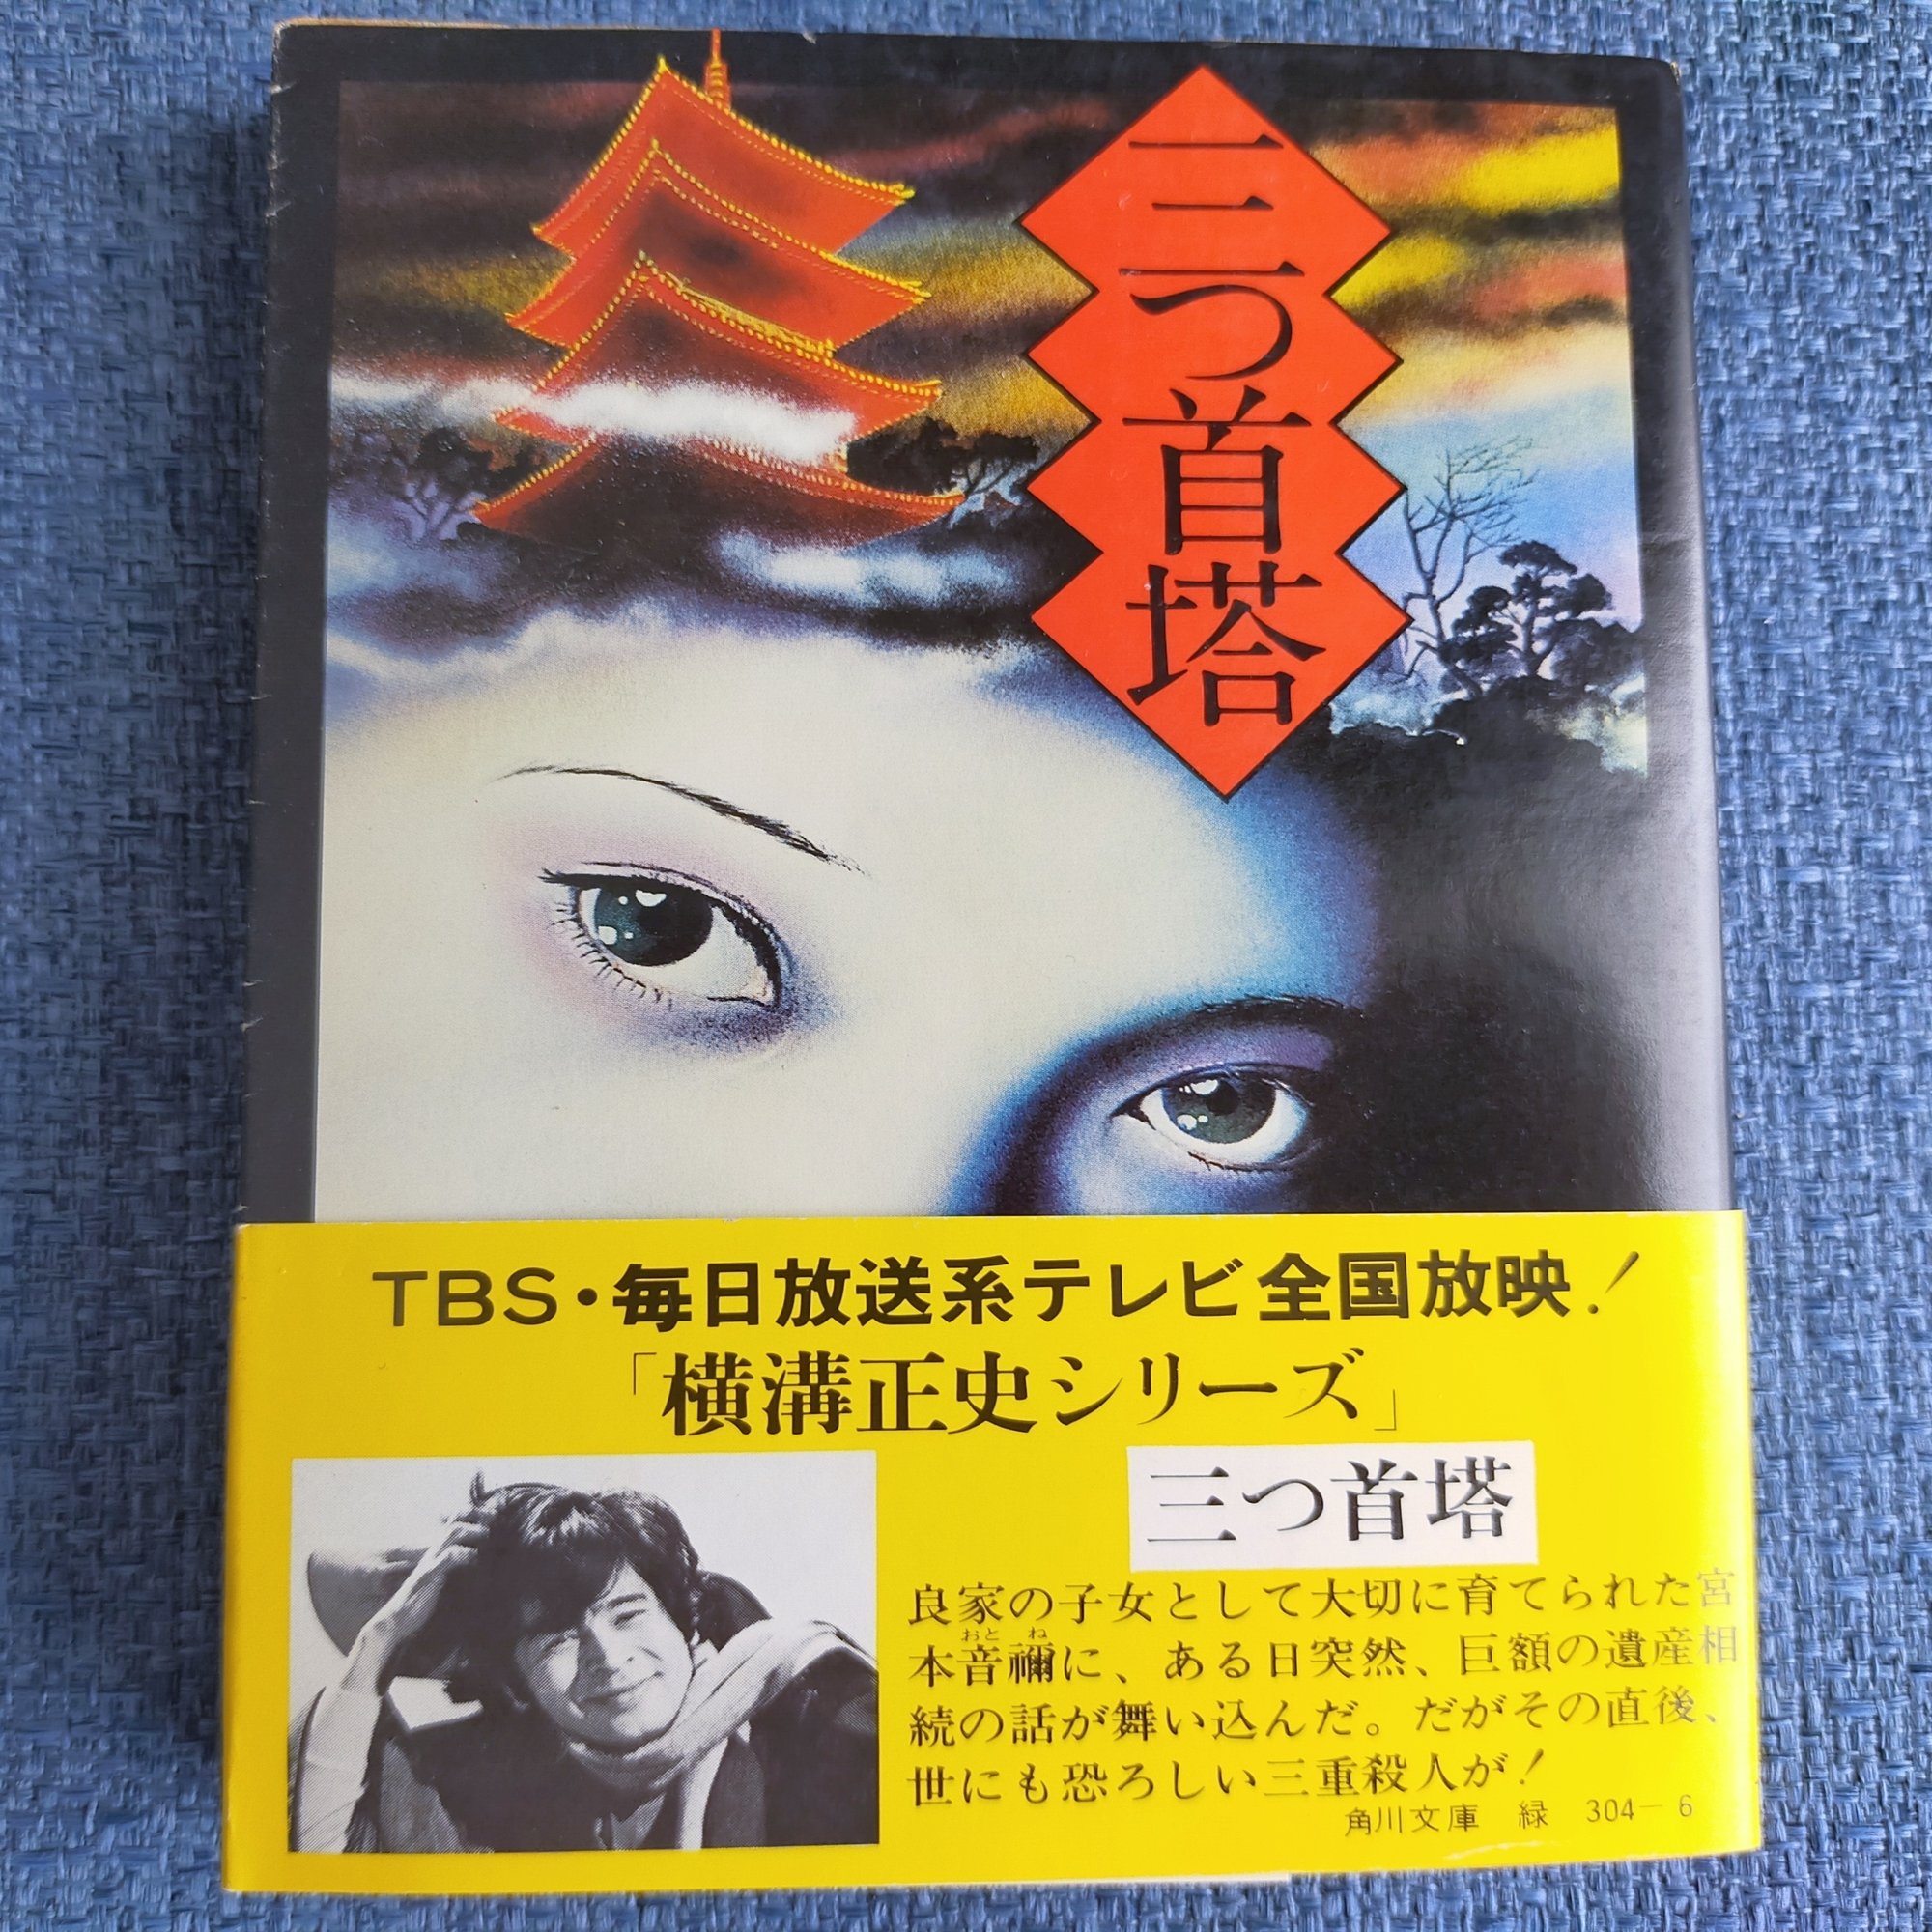 三つ首塔
TBS・毎日放送系テレビ全国放映!
「横溝正史シリーズ」
三つ首塔
良家の子女として大切に育てられた宮
おとね
本音禰に、ある日突然、巨額の遺産相
続の話が舞い込んだ。だがその直後、
世にも恐ろしい三重殺人が!
角川文庫 緑 304-6